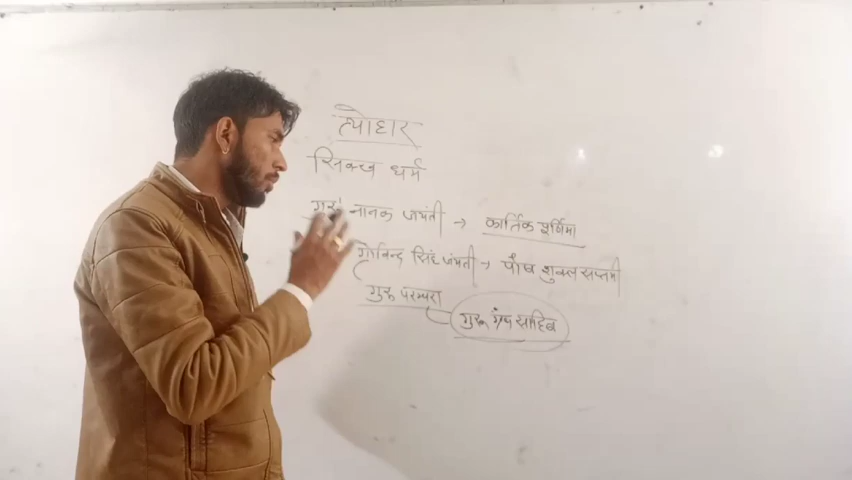 त्योहार
सिक्ख धर्म
गुरु नानक जयंती → कार्तिक पूर्णिमा
गोविन्द सिंह जयंती → पौष शुक्ल सप्तमी
गुरु परम्परा
गुरु ग्रंथ साहिब